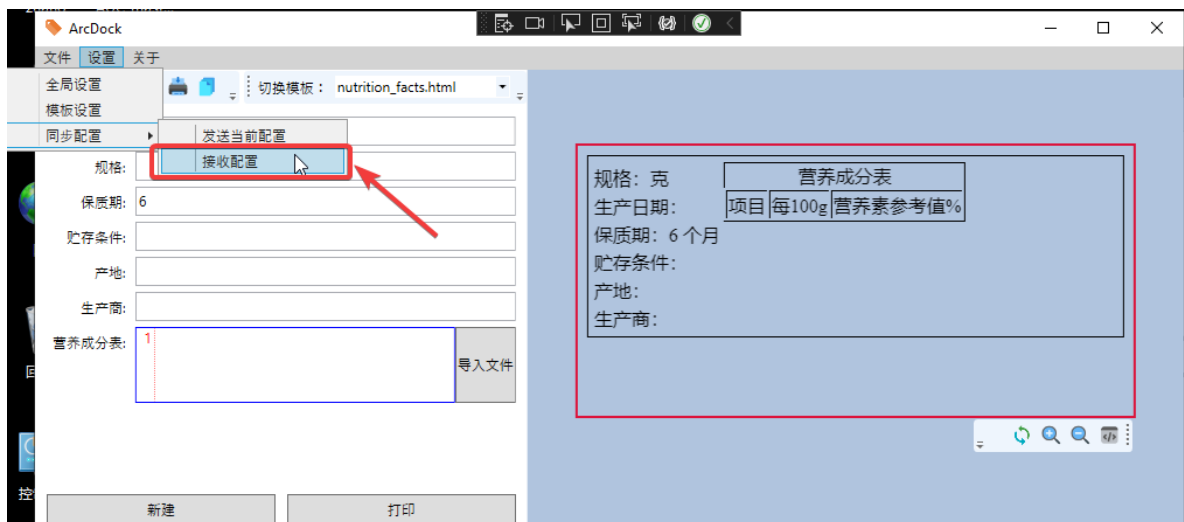 ArcDock
文件 设置 关于
全局设置
模板设置
同步配置
发送当前配置
接收配置
切换模板： nutrition_facts.html
规格:
保质期: 6
贮存条件:
产地:
生产商:
营养成分表: 1
导入文件
新建 打印
规格：克
生产日期：
保质期：6 个月
贮存条件：
产地：
生产商：
营养成分表
项目 每100g 营养素参考值%
回
控